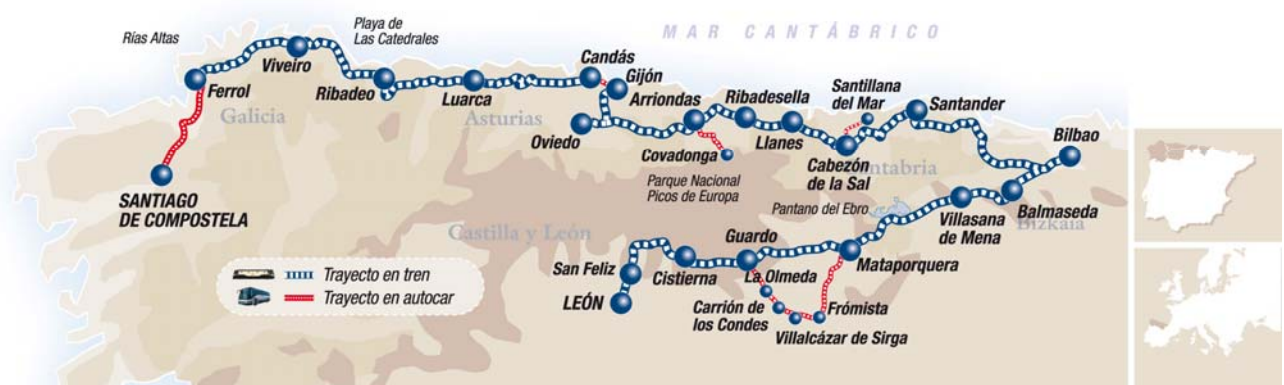 MAR CANTÁBRICO
Rías Altas
Playa de
Las Catedrales
Viveiro
Ferrol
Ribadeo
Luarca
Candás
Gijón
Arriondas
Ribadesella
Santillana
del Mar
Santander
Bilbao
Galicia
Asturias
Oviedo
Covadonga
Llanes
Cabezón
de la Sal
Cantabria
Parque Nacional
Picos de Europa
Pantano del Ebro
Villasana
de Mena
Balmaseda
Bizkaia
SANTIAGO
DE COMPOSTELA
Castilla y León
Guardo
Mataporquera
San Feliz
Cistierna
La Olmeda
LEÓN
Carrión de
los Condes
Frómista
Villalcázar de Sirga
Trayecto en tren
Trayecto en autocar